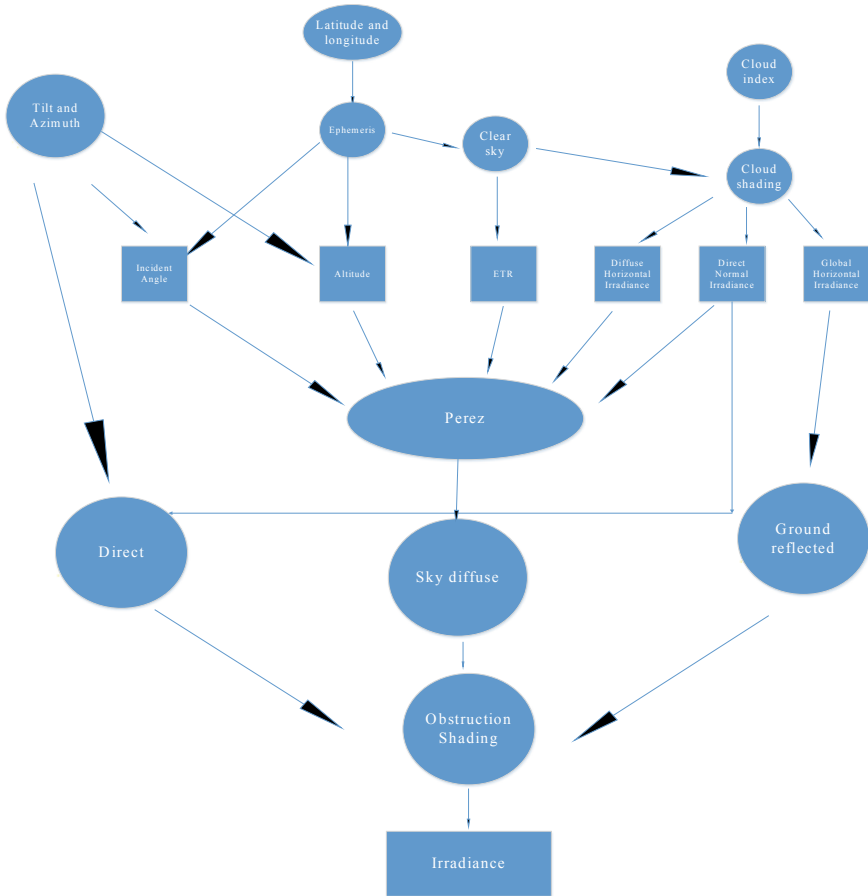 Latitude and
longitude
Cloud
index
Tilt and
Azimuth
Ephemeris
Clear
sky
Cloud
shading
Incident
Angle
Altitude
ETR
Diffuse
Horizontal
Irradiance
Direct
Normal
Irradiance
Global
Horizontal
Irradiance
Perez
Direct
Sky diffuse
Ground
reflected
Obstruction
Shading
Irradiance